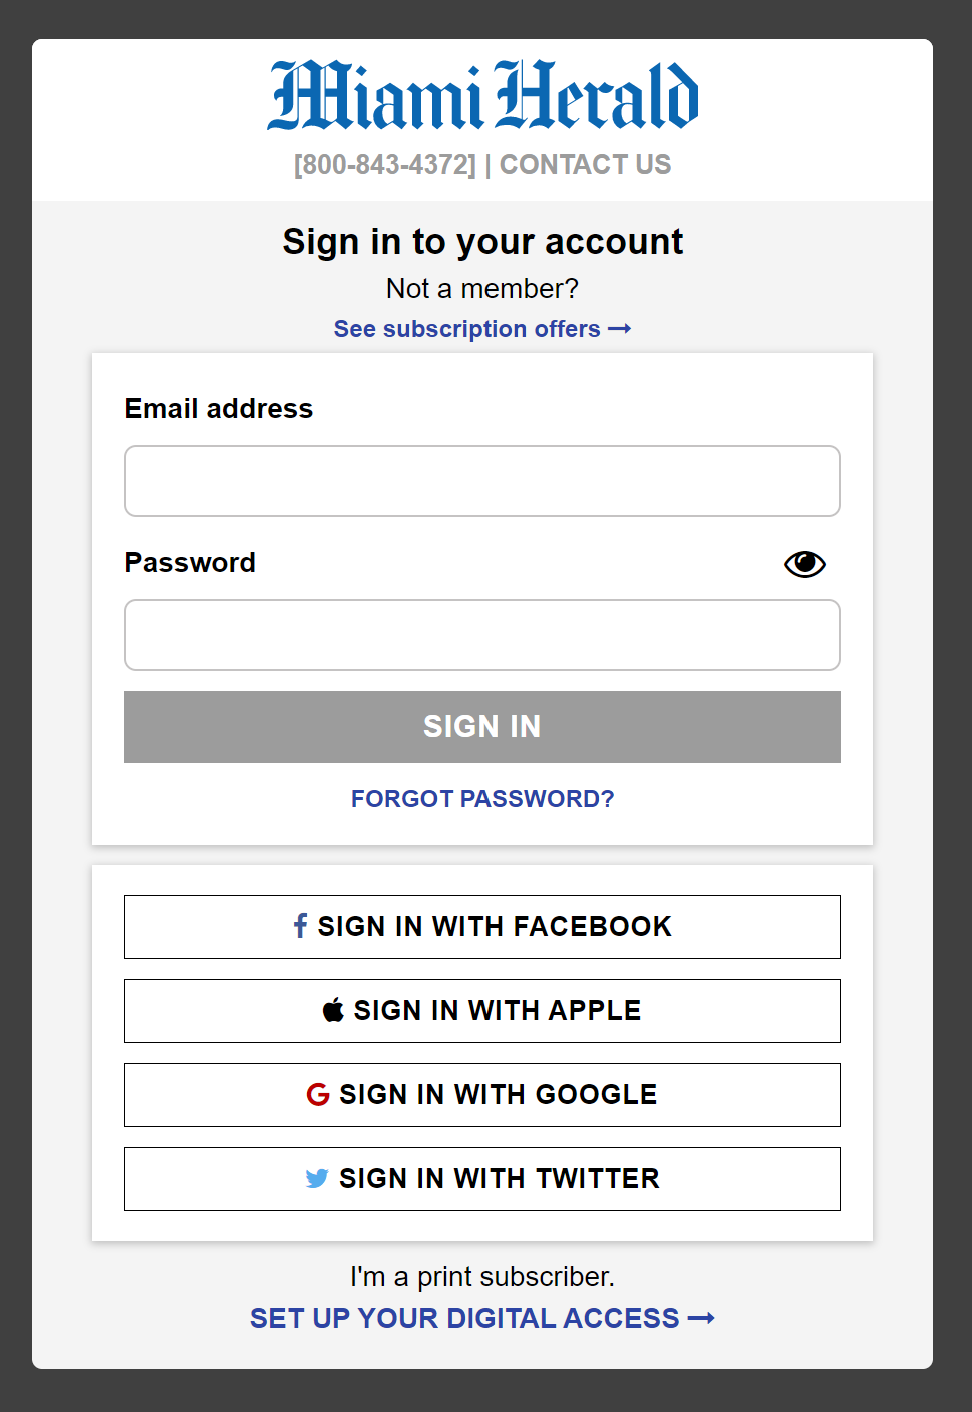 Miami Herald
[800-843-4372] | CONTACT US
Sign in to your account
Not a member?
See subscription offers →
Email address
Password
SIGN IN
FORGOT PASSWORD?
SIGN IN WITH FACEBOOK
SIGN IN WITH APPLE
SIGN IN WITH GOOGLE
SIGN IN WITH TWITTER
I'm a print subscriber.
SET UP YOUR DIGITAL ACCESS →